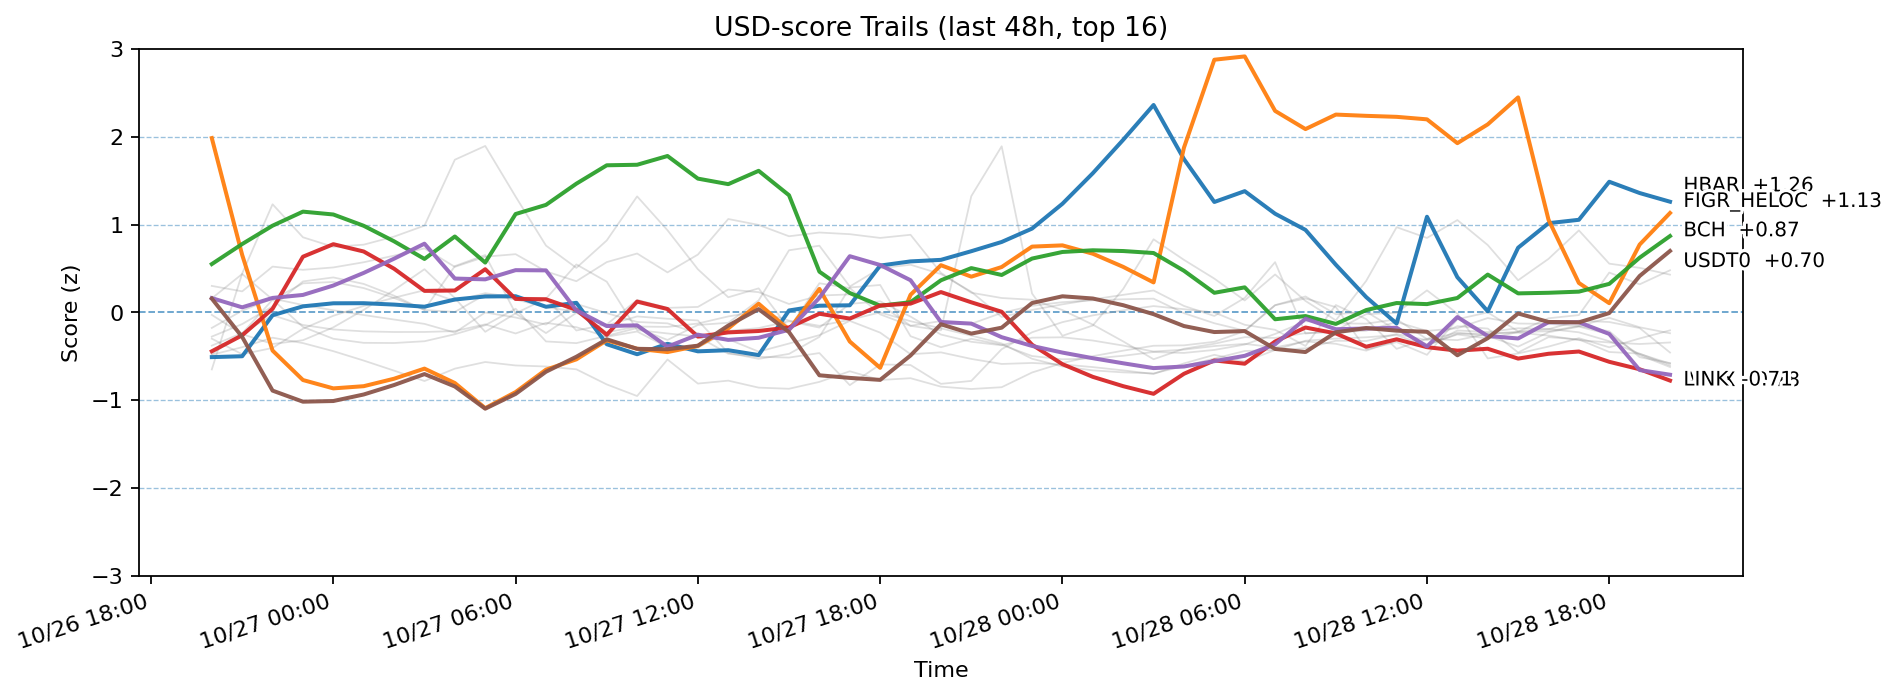 USD-score Trails (last 48h, top 16)
3
2
1
0
−1
−2
−3
Score (z)
HBAR +1.26
FIGR_HELOC +1.13
BCH +0.87
USDT0 +0.70
10/26 18:00
10/27 00:00
10/27 06:00
10/27 12:00
10/27 18:00
10/28 00:00
10/28 06:00
10/28 12:00
10/28 18:00
Time